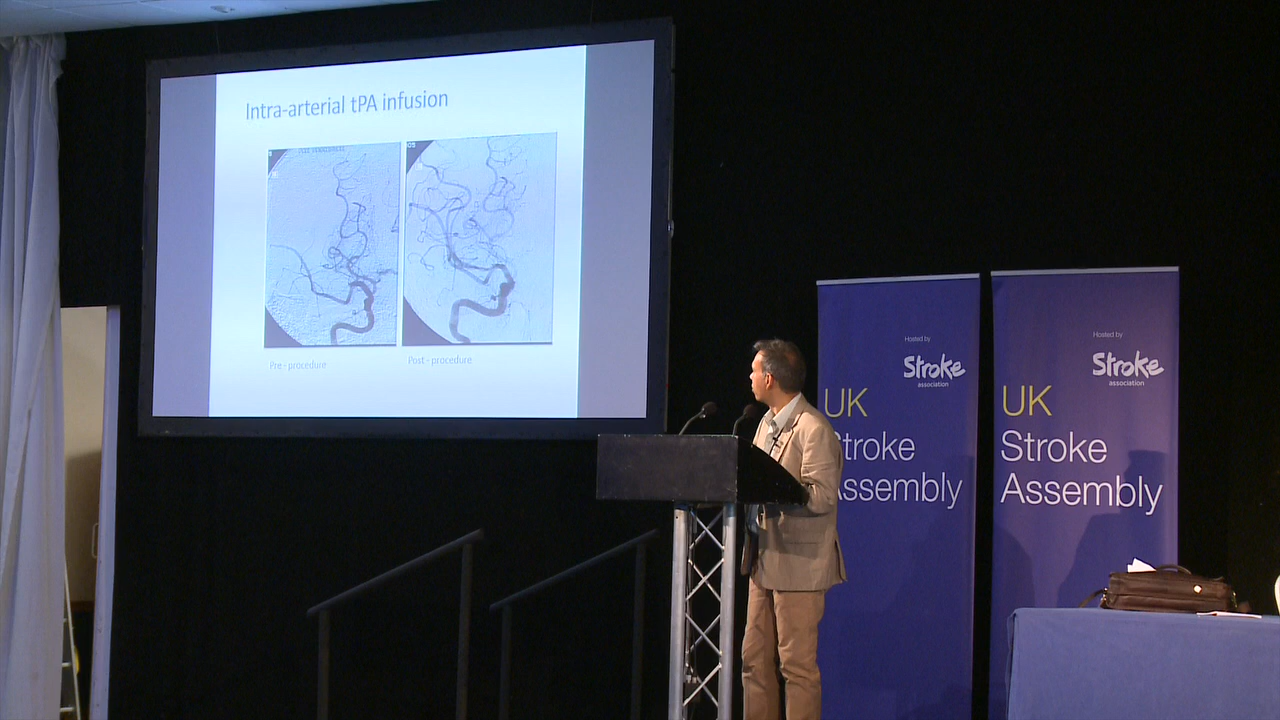 Intra-arterial tPA infusion
Pre - procedure
Post - procedure
Hosted by
Stroke
association
UK
Stroke
Assembly
Hosted by
Stroke
association
UK
Stroke
Assembly